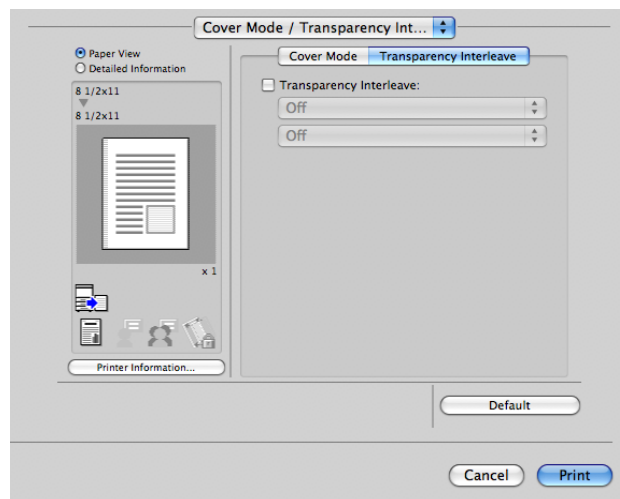 Cover Mode / Transparency Int...
Paper View
Detailed Information
8 1/2x11
8 1/2x11
x 1
Printer Information...
Cover Mode
Transparency Interleave
Transparency Interleave:
Off
Off
Default
Cancel
Print